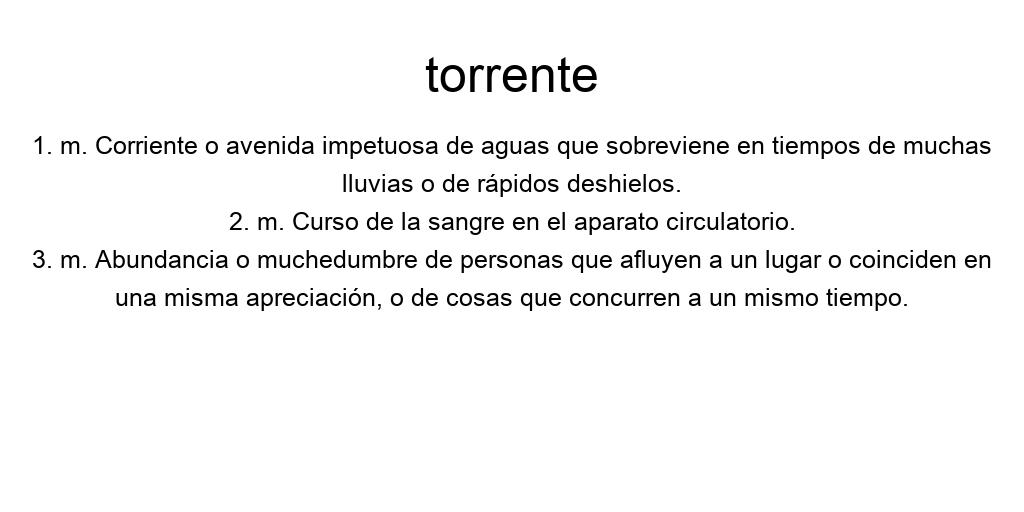 torrente
1. m. Corriente o avenida impetuosa de aguas que sobreviene en tiempos de muchas
lluvias o de rápidos deshielos.
2. m. Curso de la sangre en el aparato circulatorio.
3. m. Abundancia o muchedumbre de personas que afluyen a un lugar o coinciden en
una misma apreciación, o de cosas que concurren a un mismo tiempo.